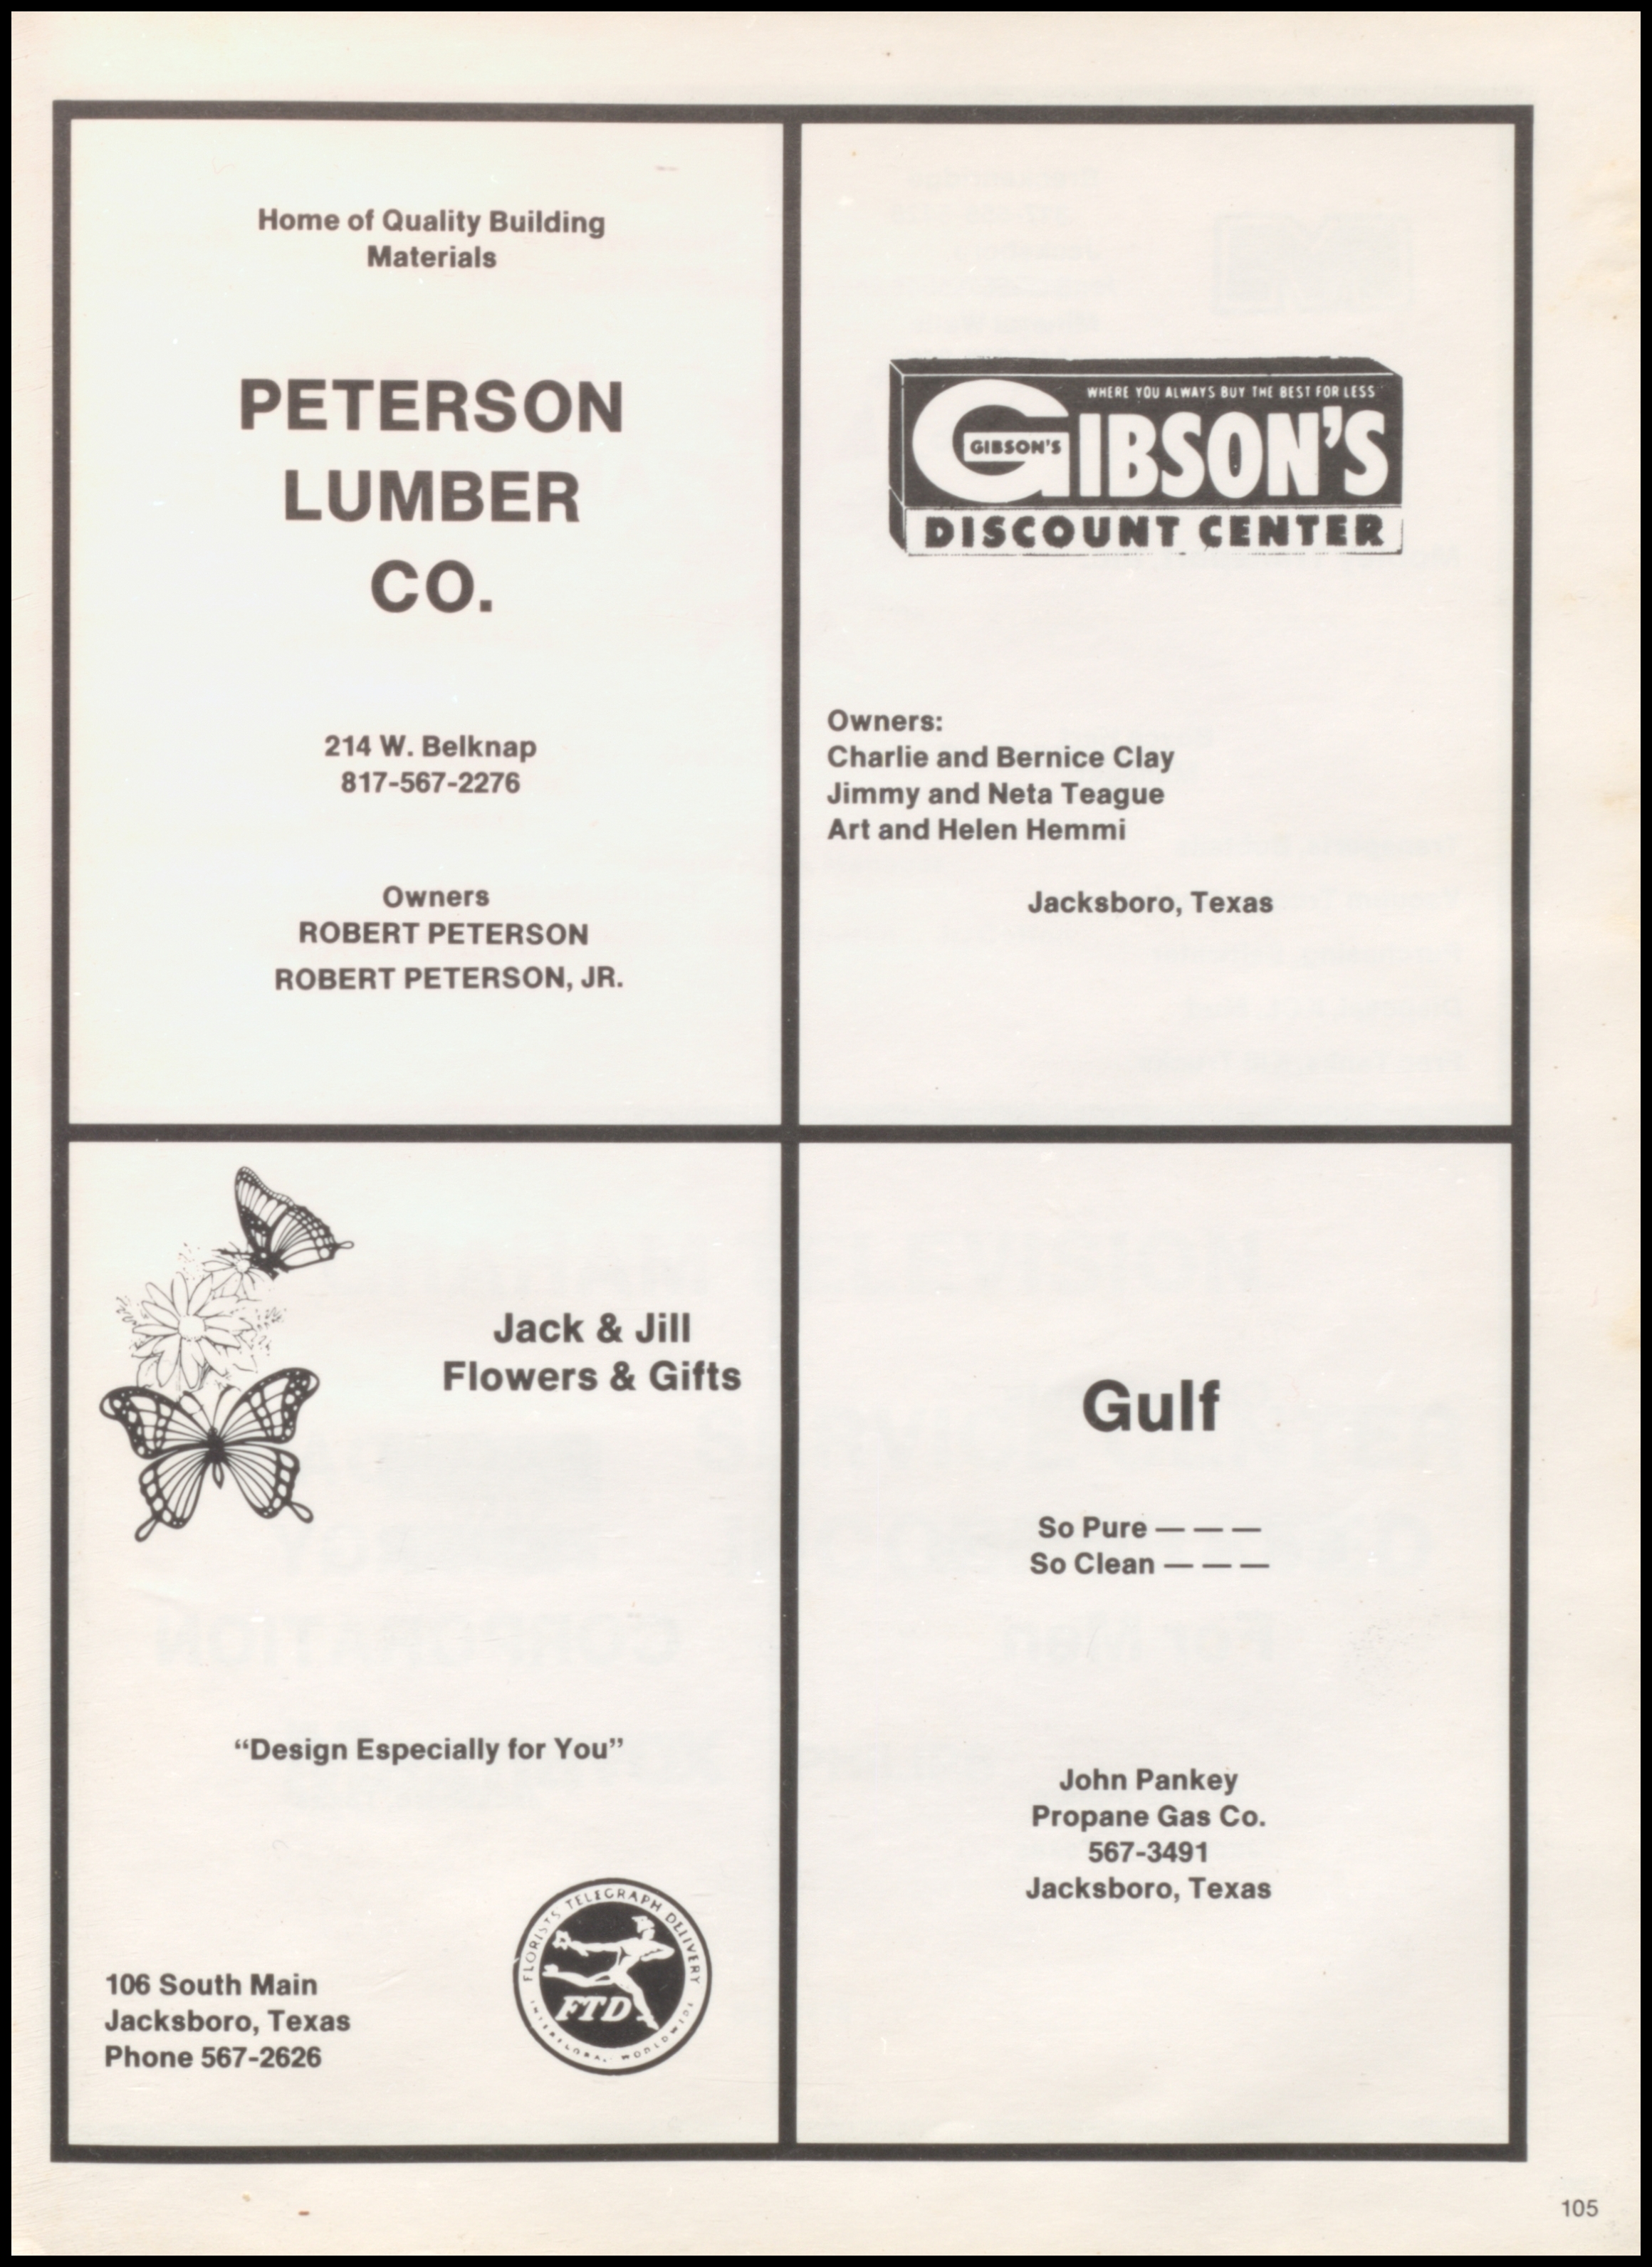 Home of Quality Building
Materials
PETERSON
LUMBER
CO.
214 W. Belknap
817-567-2276
Owners
ROBERT PETERSON
ROBERT PETERSON, JR.
WHERE YOU ALWAYS BUY THE BEST FOR LESS
GIBSON'S
GIBSON'S
DISCOUNT CENTER
Owners:
Charlie and Bernice Clay
Jimmy and Neta Teague
Art and Helen Hemmi
Jacksboro, Texas
Jack & Jill
Flowers & Gifts
“Design Especially for You”
106 South Main
Jacksboro, Texas
Phone 567-2626
FLORISTS TELEGRAPH DELIVERY
FTD
INTERFLORA WORLDWIDE
Gulf
So Pure — — —
So Clean — — —
John Pankey
Propane Gas Co.
567-3491
Jacksboro, Texas
105